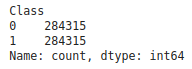 Class
0    284315
1    284315
Name: count, dtype: int64